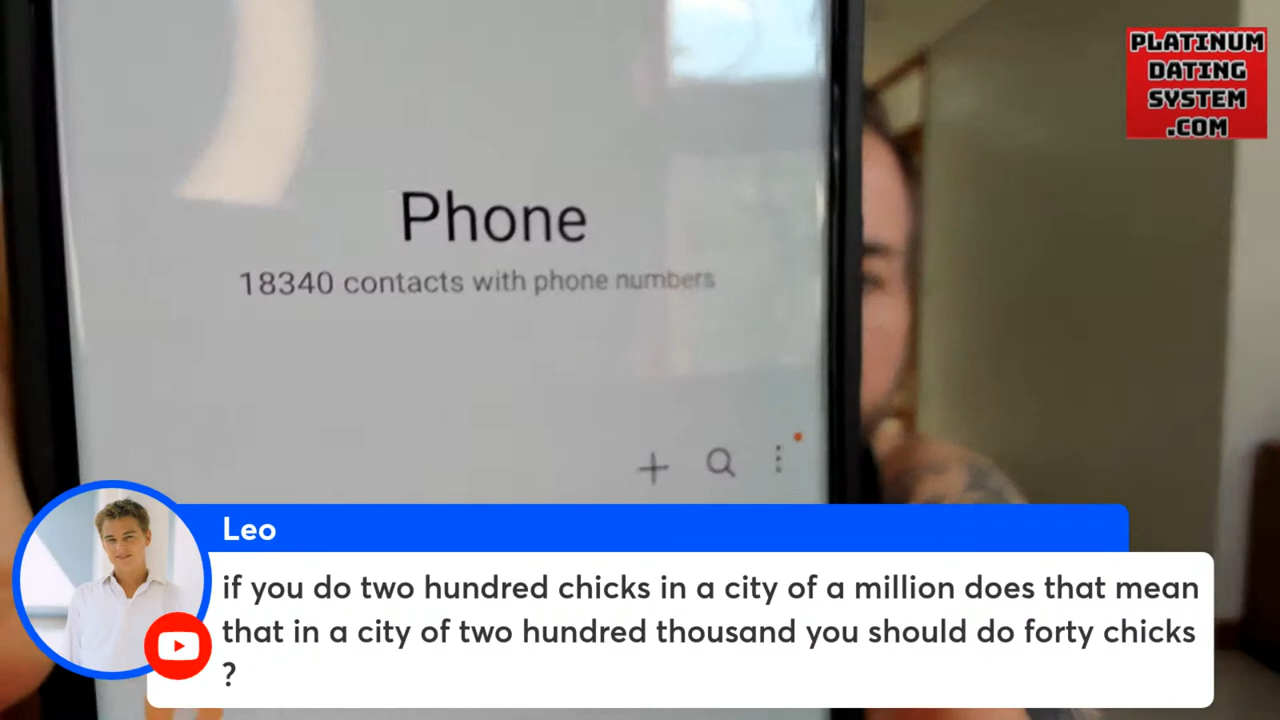 PLATINUM
DATING
SYSTEM
.COM
Phone
18340 contacts with phone numbers
Leo
if you do two hundred chicks in a city of a million does that mean
that in a city of two hundred thousand you should do forty chicks
?